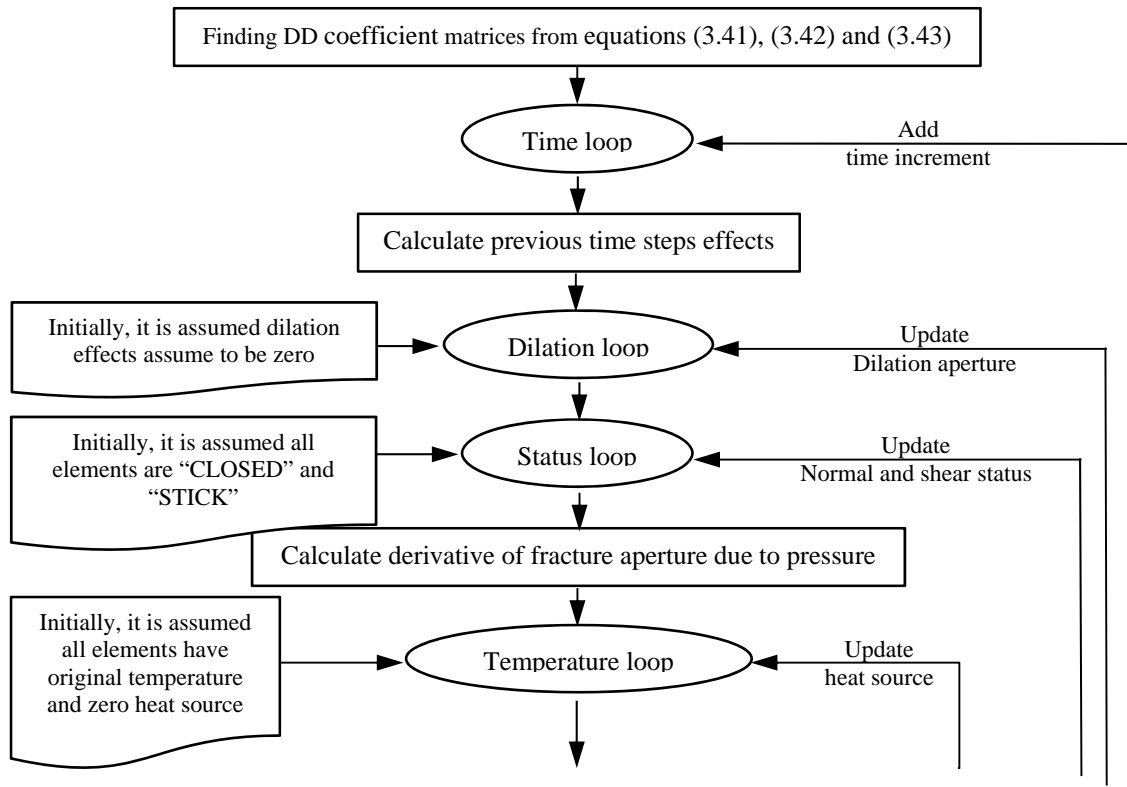 Finding DD coefficient matrices from equations (3.41), (3.42) and (3.43)
Time loop
Add
time increment
Calculate previous time steps effects
Initially, it is assumed dilation
effects assume to be zero
Dilation loop
Update
Dilation aperture
Initially, it is assumed all
elements are “CLOSED” and
“STICK”
Status loop
Update
Normal and shear status
Calculate derivative of fracture aperture due to pressure
Initially, it is assumed
all elements have
original temperature
and zero heat source
Temperature loop
Update
heat source